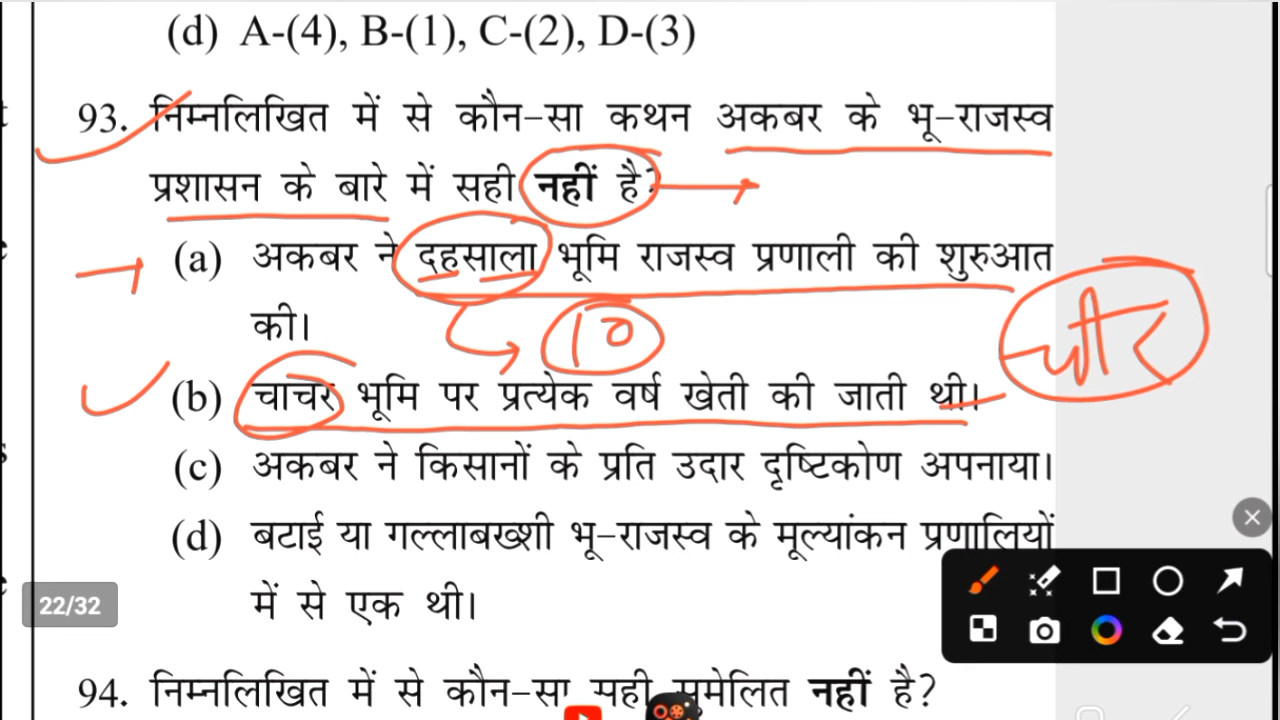 (d) A-(4), B-(1), C-(2), D-(3)
93. निम्नलिखित में से कौन-सा कथन अकबर के भू-राजस्व
प्रशासन के बारे में सही नहीं है?
(a) अकबर ने दहसाला भूमि राजस्व प्रणाली की शुरुआत
की।
10
(b) चाचर भूमि पर प्रत्येक वर्ष खेती की जाती थी।
(c) अकबर ने किसानों के प्रति उदार दृष्टिकोण अपनाया।
(d) बटाई या गल्लाबख्शी भू-राजस्व के मूल्यांकन प्रणालियों
में से एक थी।
22/32
94. निम्नलिखित में से कौन-सा सही सुमेलित नहीं है?